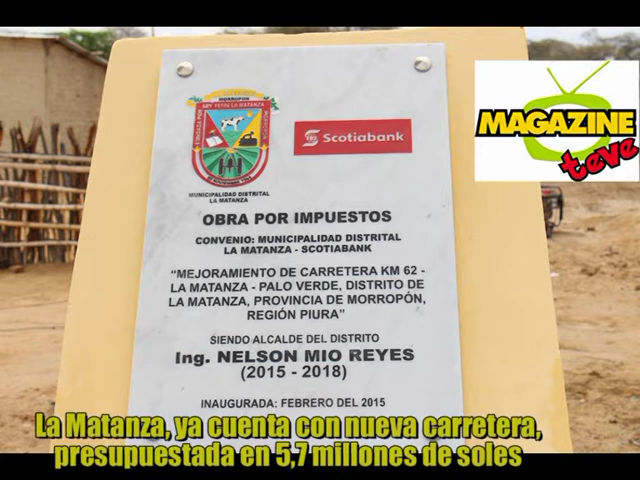 MORROPON
MUNICIPALIDAD DISTRITAL
LA MATANZA
Scotiabank
OBRA POR IMPUESTOS
CONVENIO: MUNICIPALIDAD DISTRITAL
LA MATANZA - SCOTIABANK
“MEJORAMIENTO DE CARRETERA KM 62 -
LA MATANZA - PALO VERDE, DISTRITO DE
LA MATANZA, PROVINCIA DE MORROPÓN,
REGIÓN PIURA”
SIENDO ALCALDE DEL DISTRITO
Ing. NELSON MIO REYES
(2015 - 2018)
INAUGURADA: FEBRERO DEL 2015
MAGAZINE
teve
La Matanza, ya cuenta con nueva carretera,
presupuestada en 5,7 millones de soles